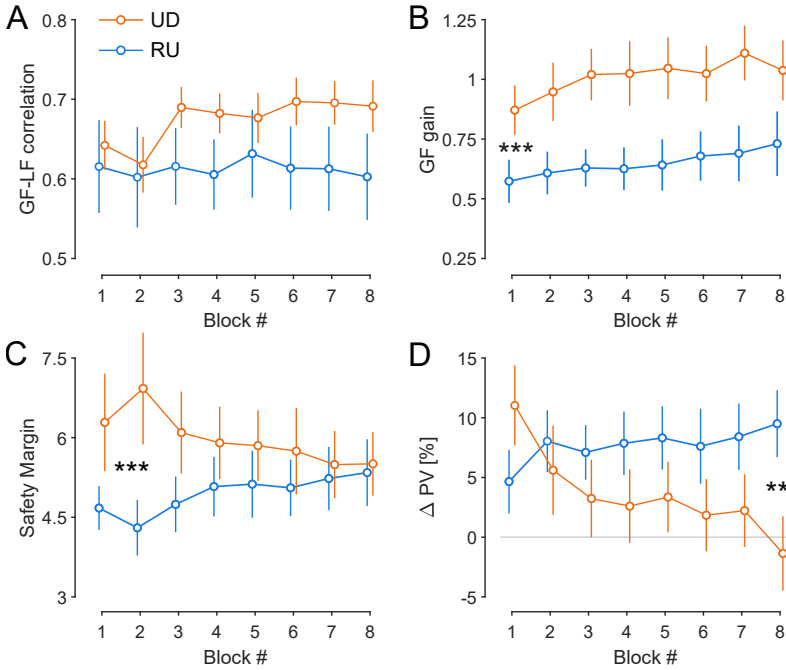 A
UD
RU
GF-LF correlation
0.8
0.7
0.6
0.5
1 2 3 4 5 6 7 8
Block #
B
GF gain
1.25
1
0.75
0.5
0.25
***
1 2 3 4 5 6 7 8
Block #
C
Safety Margin
7.5
6
4.5
3
***
1 2 3 4 5 6 7 8
Block #
D
Δ PV [%]
15
10
5
0
-5
**
1 2 3 4 5 6 7 8
Block #